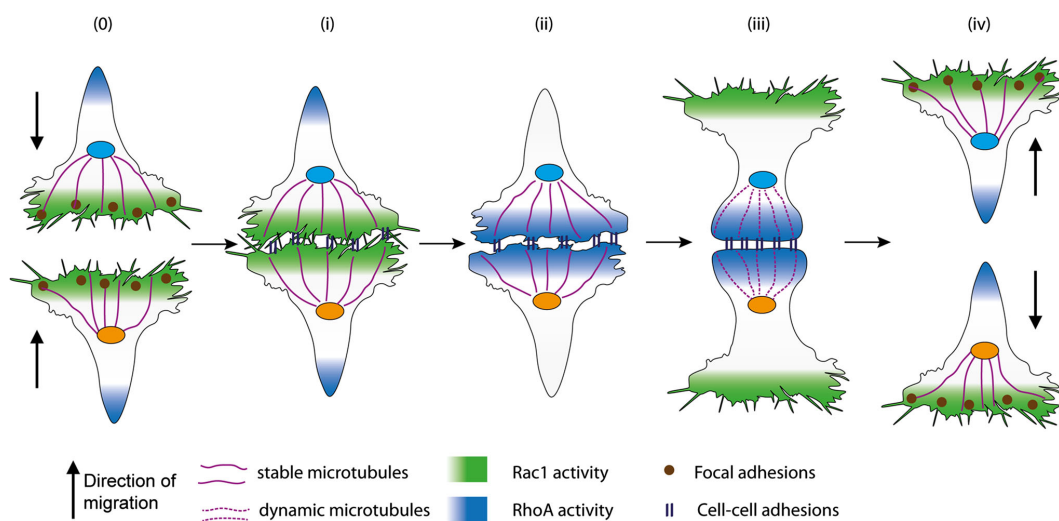 (0)
(i)
(ii)
(iii)
(iv)
Direction of
migration
stable microtubules
dynamic microtubules
Rac1 activity
RhoA activity
Focal adhesions
Cell-cell adhesions